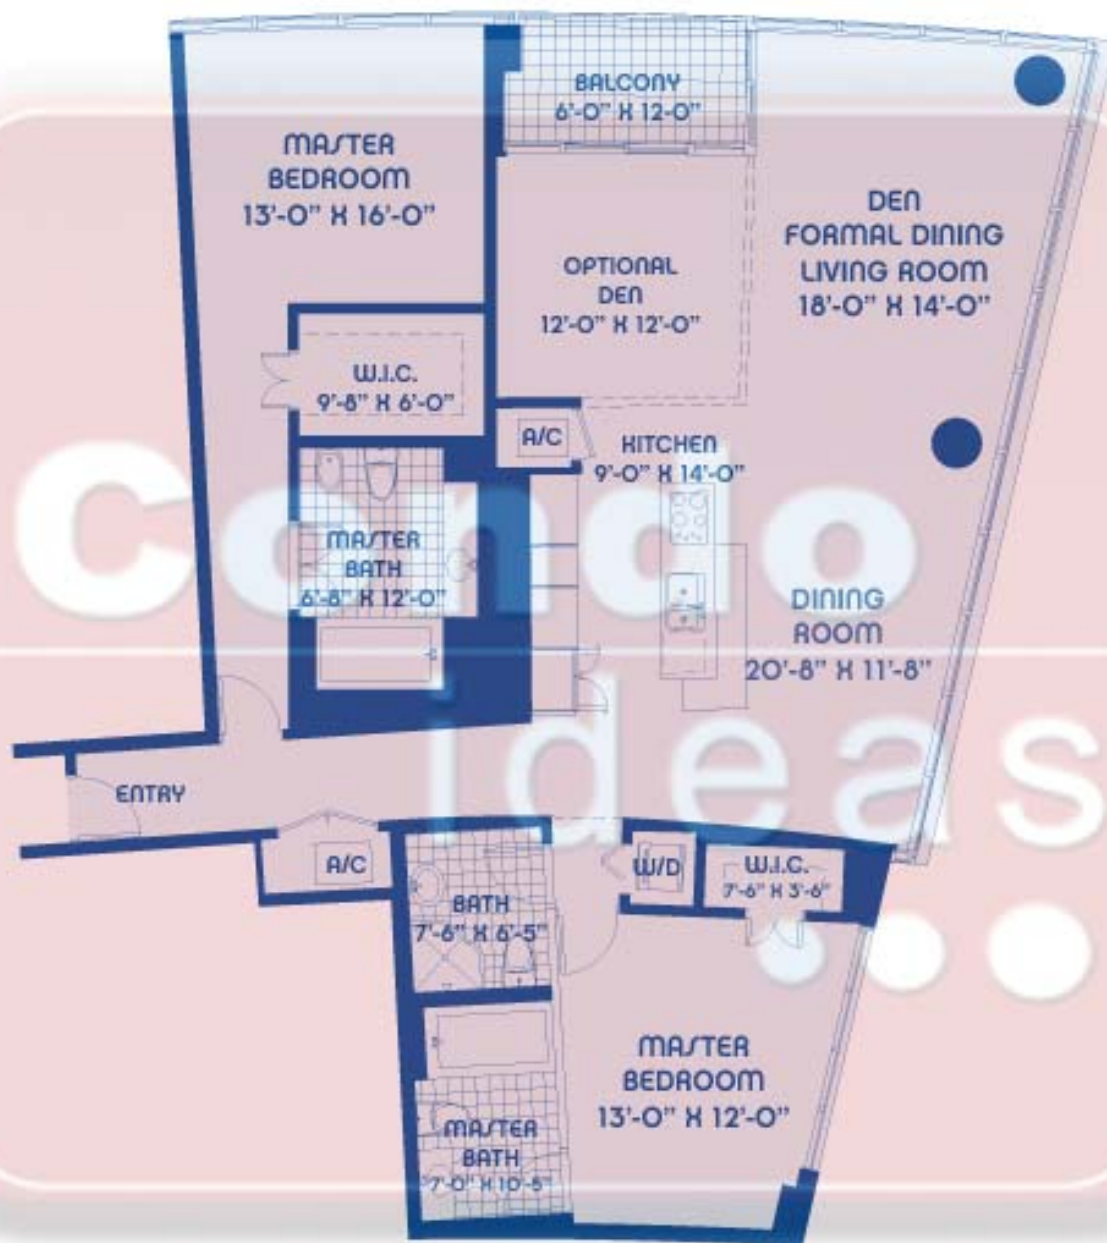 BALCONY
6'-0" X 12-0"
MASTER
BEDROOM
13'-0" X 16'-0"
DEN
FORMAL DINING
LIVING ROOM
18'-0" X 14'-0"
OPTIONAL
DEN
12'-0" X 12'-0"
W.I.C.
9'-8" X 6'-0"
A/C
KITCHEN
9'-0" X 14'-0"
Condo
MASTER
BATH
6'-8" X 12'-0"
DINING
ROOM
20'-8" X 11'-8"
ideas
ENTRY
A/C
W/D
W.I.C.
7'-6" X 3'-6"
BATH
7'-6" X 6'-5"
MASTER
BEDROOM
13'-0" X 12'-0"
MASTER
BATH
7'-0" X 10'-5"